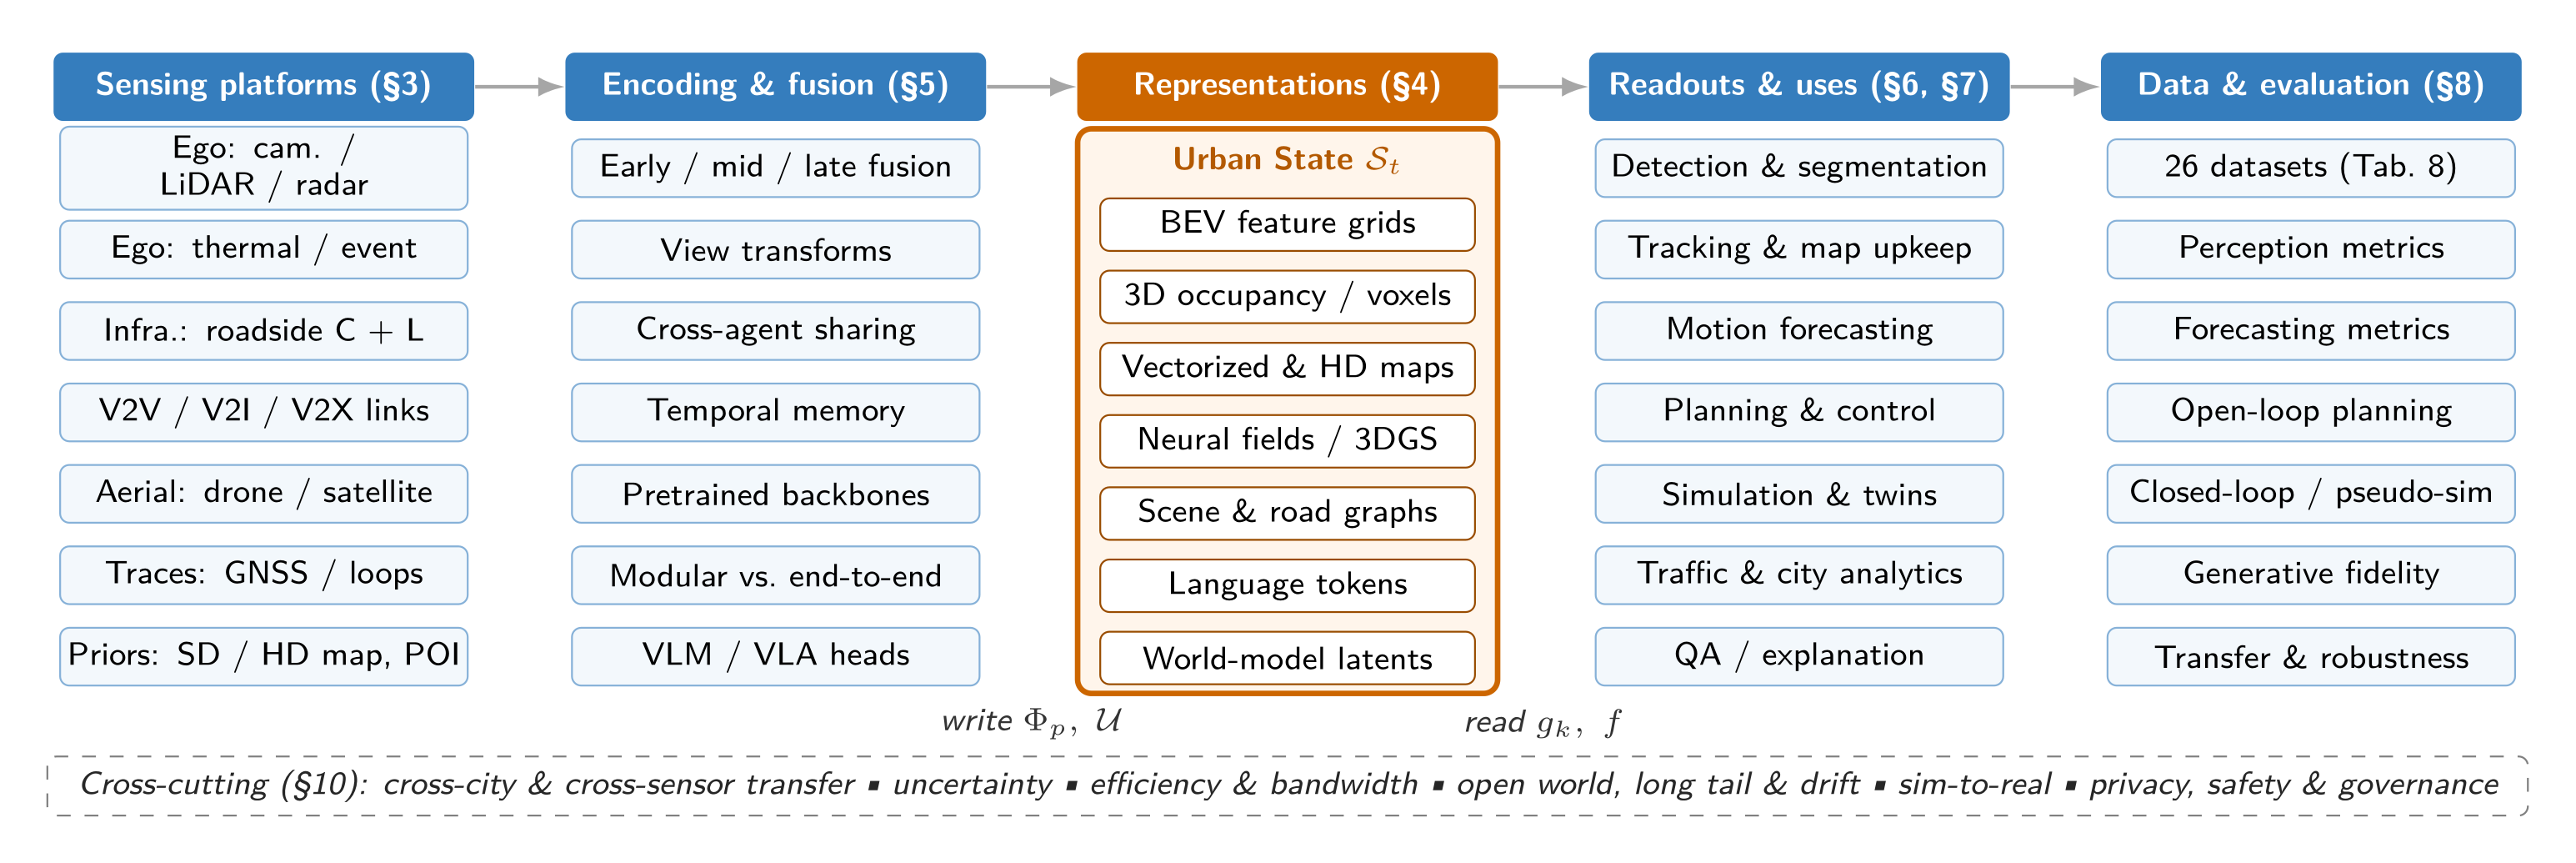 Sensing platforms (§3)
Ego: cam. /
LiDAR / radar
Ego: thermal / event
Infra.: roadside C + L
V2V / V2I / V2X links
Aerial: drone / satellite
Traces: GNSS / loops
Priors: SD / HD map, POI
Encoding & fusion (§5)
Early / mid / late fusion
View transforms
Cross-agent sharing
Temporal memory
Pretrained backbones
Modular vs. end-to-end
VLM / VLA heads
Representations (§4)
Urban State 𝒮ₜ
BEV feature grids
3D occupancy / voxels
Vectorized & HD maps
Neural fields / 3DGS
Scene & road graphs
Language tokens
World-model latents
Readouts & uses (§6, §7)
Detection & segmentation
Tracking & map upkeep
Motion forecasting
Planning & control
Simulation & twins
Traffic & city analytics
QA / explanation
Data & evaluation (§8)
26 datasets (Tab. 8)
Perception metrics
Forecasting metrics
Open-loop planning
Closed-loop / pseudo-sim
Generative fidelity
Transfer & robustness
write Φₚ, 𝒰
read gₖ, f
Cross-cutting (§10): cross-city & cross-sensor transfer ▪ uncertainty ▪ efficiency & bandwidth ▪ open world, long tail & drift ▪ sim-to-real ▪ privacy, safety & governance